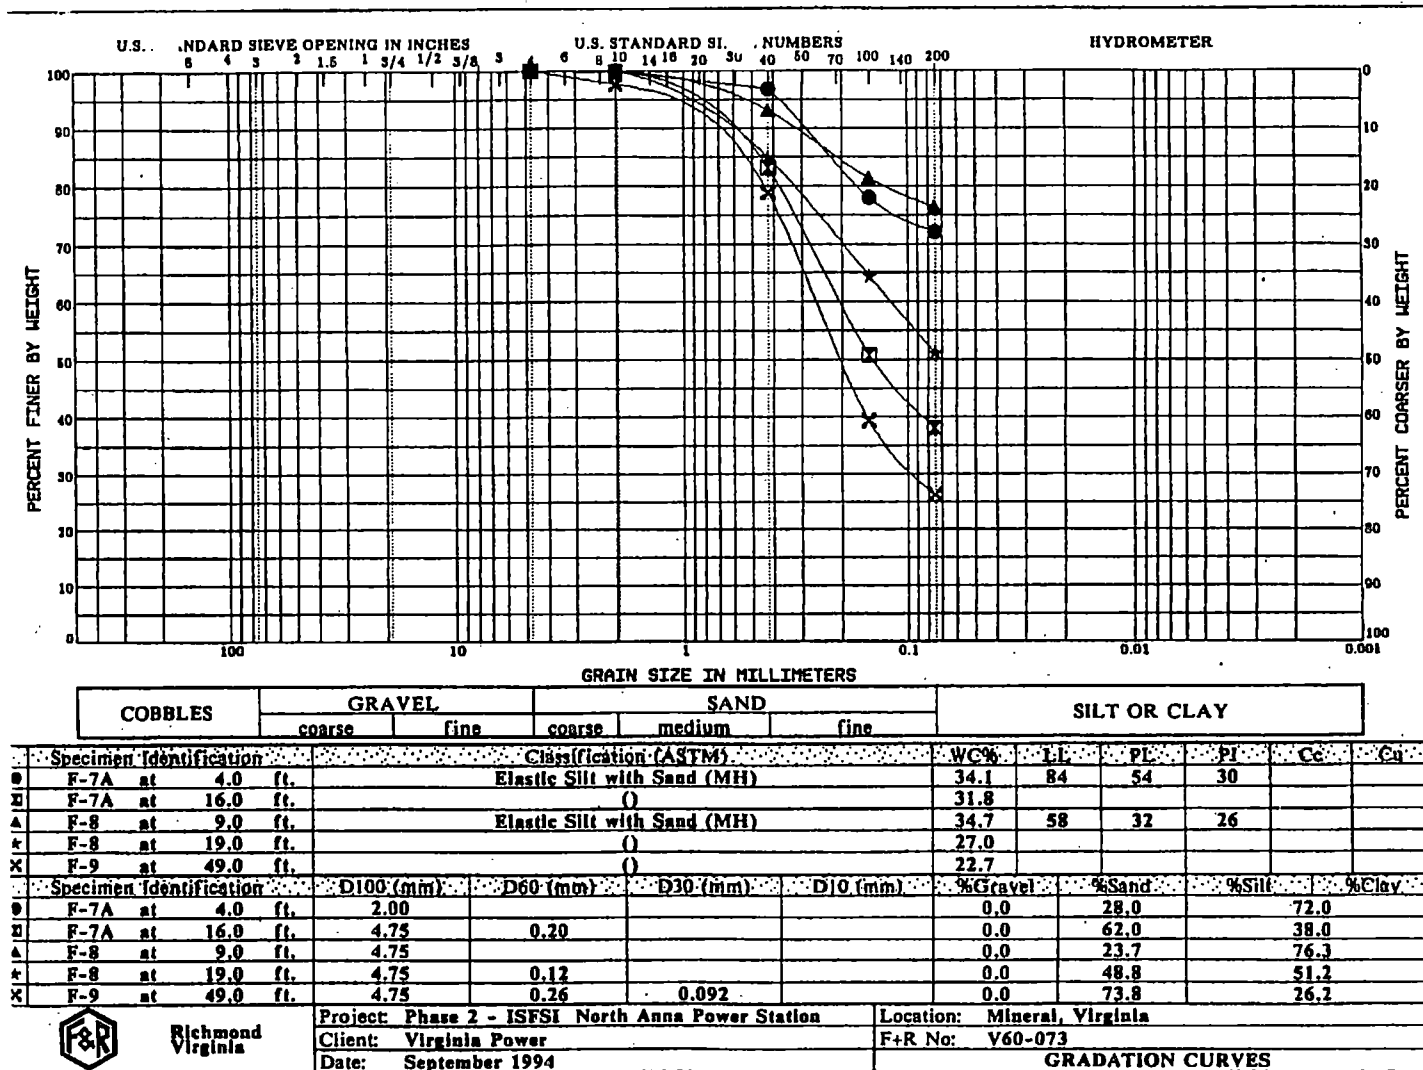 U.S. . .NDARD SIEVE OPENING IN INCHES
U.S. STANDARD SI. . NUMBERS
HYDROMETER
6 4 3 2 1.5 1 3/4 1/2 3/8 3 4 6 8 10 14 16 20 30 40 50 70 100 140 200
100
90
80
70
60
50
40
30
20
10
0
PERCENT FINER BY WEIGHT
0
10
20
30
40
50
60
70
80
90
100
PERCENT COARSER BY WEIGHT
100 10 1 0.1 0.01 0.001
GRAIN SIZE IN MILLIMETERS
COBBLES GRAVEL SAND SILT OR CLAY
coarse fine coarse medium fine
Specimen Identification Classification (ASTM) WC% LL PL PI Cc Cu
F-7A at 4.0 ft. Elastic Silt with Sand (MH) 34.1 84 54 30
F-7A at 16.0 ft. () 31.8
F-8 at 9.0 ft. Elastic Silt with Sand (MH) 34.7 58 32 26
F-8 at 19.0 ft. () 27.0
F-9 at 49.0 ft. () 22.7
Specimen Identification D100 (mm) D60 (mm) D30 (mm) D10 (mm) %Gravel %Sand %Silt %Clay
F-7A at 4.0 ft. 2.00 0.0 28.0 72.0
F-7A at 16.0 ft. 4.75 0.20 0.0 62.0 38.0
F-8 at 9.0 ft. 4.75 0.0 23.7 76.3
F-8 at 19.0 ft. 4.75 0.12 0.0 48.8 51.2
F-9 at 49.0 ft. 4.75 0.26 0.092 0.0 73.8 26.2
F&R
Richmond
Virginia
Project: Phase 2 - ISFSI North Anna Power Station
Location: Mineral, Virginia
Client: Virginia Power
F+R No: V60-073
Date: September 1994
GRADATION CURVES